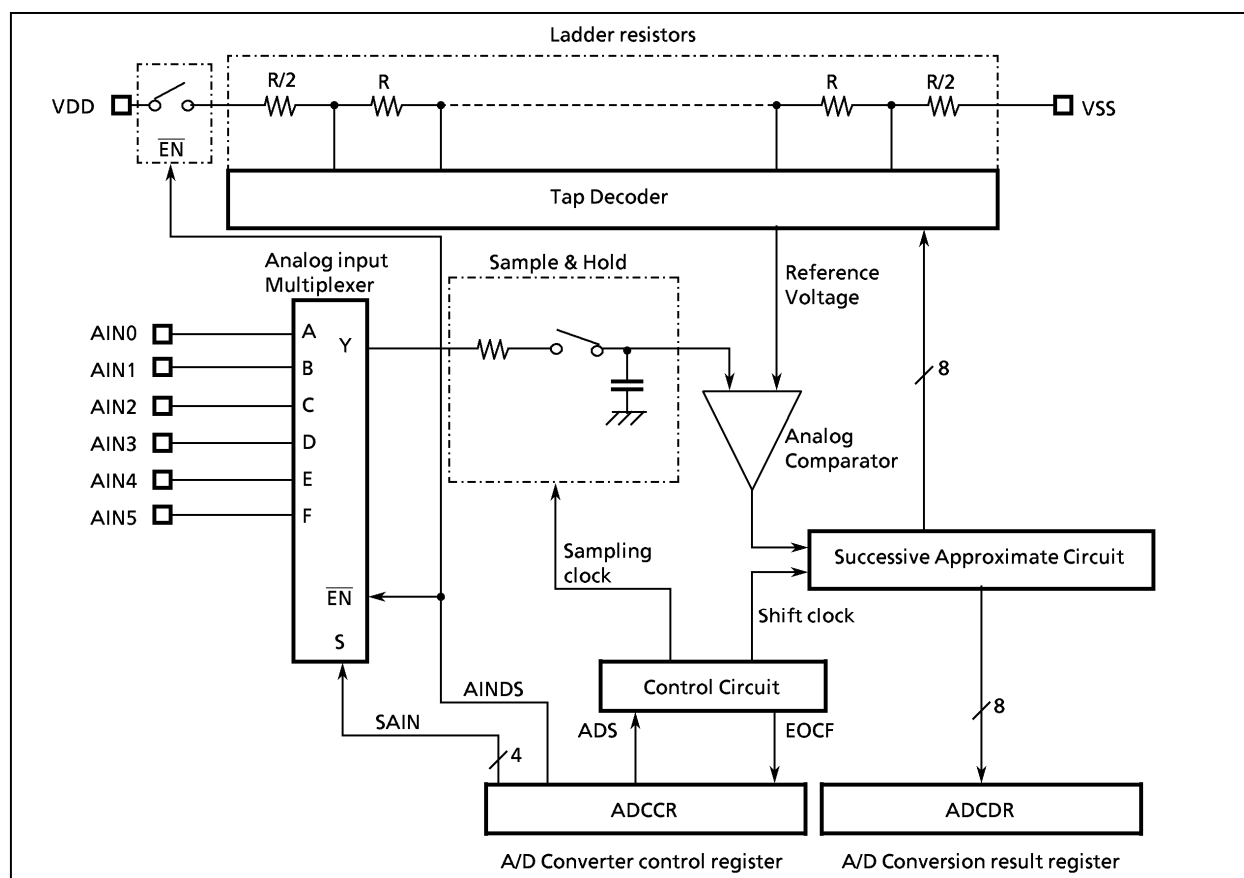 Ladder resistors
R/2
R
R
R/2
VDD
VSS
EN
Tap Decoder
Analog input
Multiplexer
Sample & Hold
Reference
Voltage
AIN0
A
Y
AIN1
B
8
AIN2
C
AIN3
D
Analog
Comparator
AIN4
E
AIN5
F
Sampling
clock
Successive Approximate Circuit
EN
Shift clock
S
Control Circuit
AINDS
SAIN
ADS
EOCF
8
4
ADCCR
ADCDR
A/D Converter control register
A/D Conversion result register